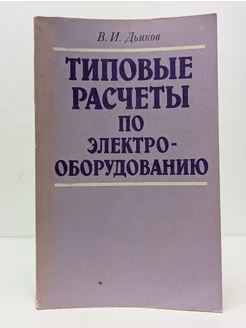 В. И. Дьяков
ТИПОВЫЕ
РАСЧЕТЫ
ПО
ЭЛЕКТРО-
ОБОРУДОВАНИЮ